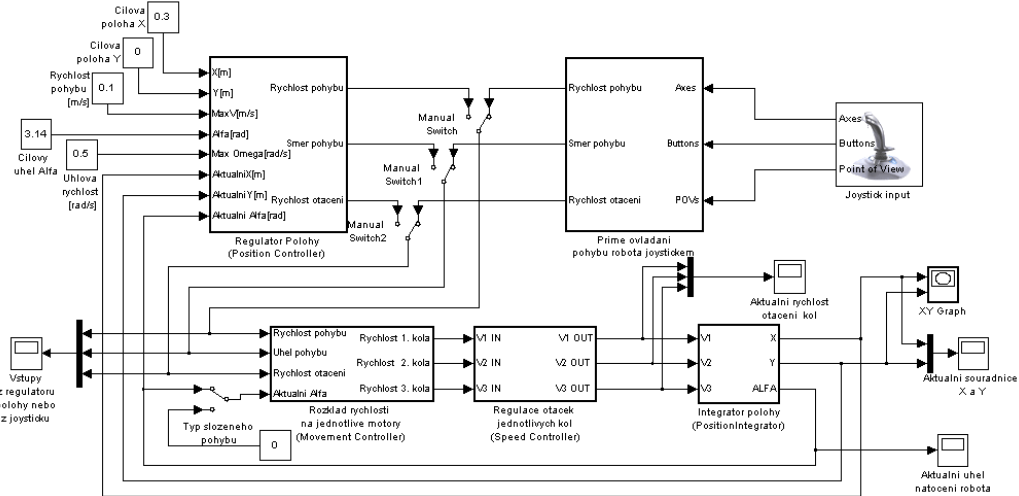 Cilova
poloha X
0.3
Cilova
poloha Y
0
Rychlost
pohybu
[m/s]
0.1
3.14
Cilovy
uhel Alfa
0.5
Uhlova
rychlost
[rad/s]
X[m]
Y[m]
MaxV[m/s]
Alfa[rad]
Max Omega[rad/s]
AktualniX[m]
AktualniY[m]
Aktualni Alfa[rad]
Rychlost pohybu
Smer pohybu
Rychlost otaceni
Regulator Polohy
(Position Controller)
Manual
Switch
Manual
Switch1
Manual
Switch2
Rychlost pohybu
Smer pohybu
Rychlost otaceni
Axes
Buttons
POVs
Prime ovladani
pohybu robota joystickem
Axes
Buttons
Point of View
Joystick input
Aktualni rychlost
otaceni kol
XY Graph
Aktualni souradnice
X a Y
Aktualni uhel
natoceni robota
Vstupy
z regulatoru
polohy nebo
z joysticku
Rychlost pohybu
Uhel pohybu
Rychlost otaceni
Aktualni Alfa
Rychlost 1. kola
Rychlost 2. kola
Rychlost 3. kola
Rozklad rychlosti
na jednotlive motory
(Movement Controller)
Typ slozeneho
pohybu
0
V1 IN
V2 IN
V3 IN
V1 OUT
V2 OUT
V3 OUT
Regulace otacek
jednotlivych kol
(Speed Controller)
V1
V2
V3
X
Y
ALFA
Integrator polohy
(PositionIntegrator)